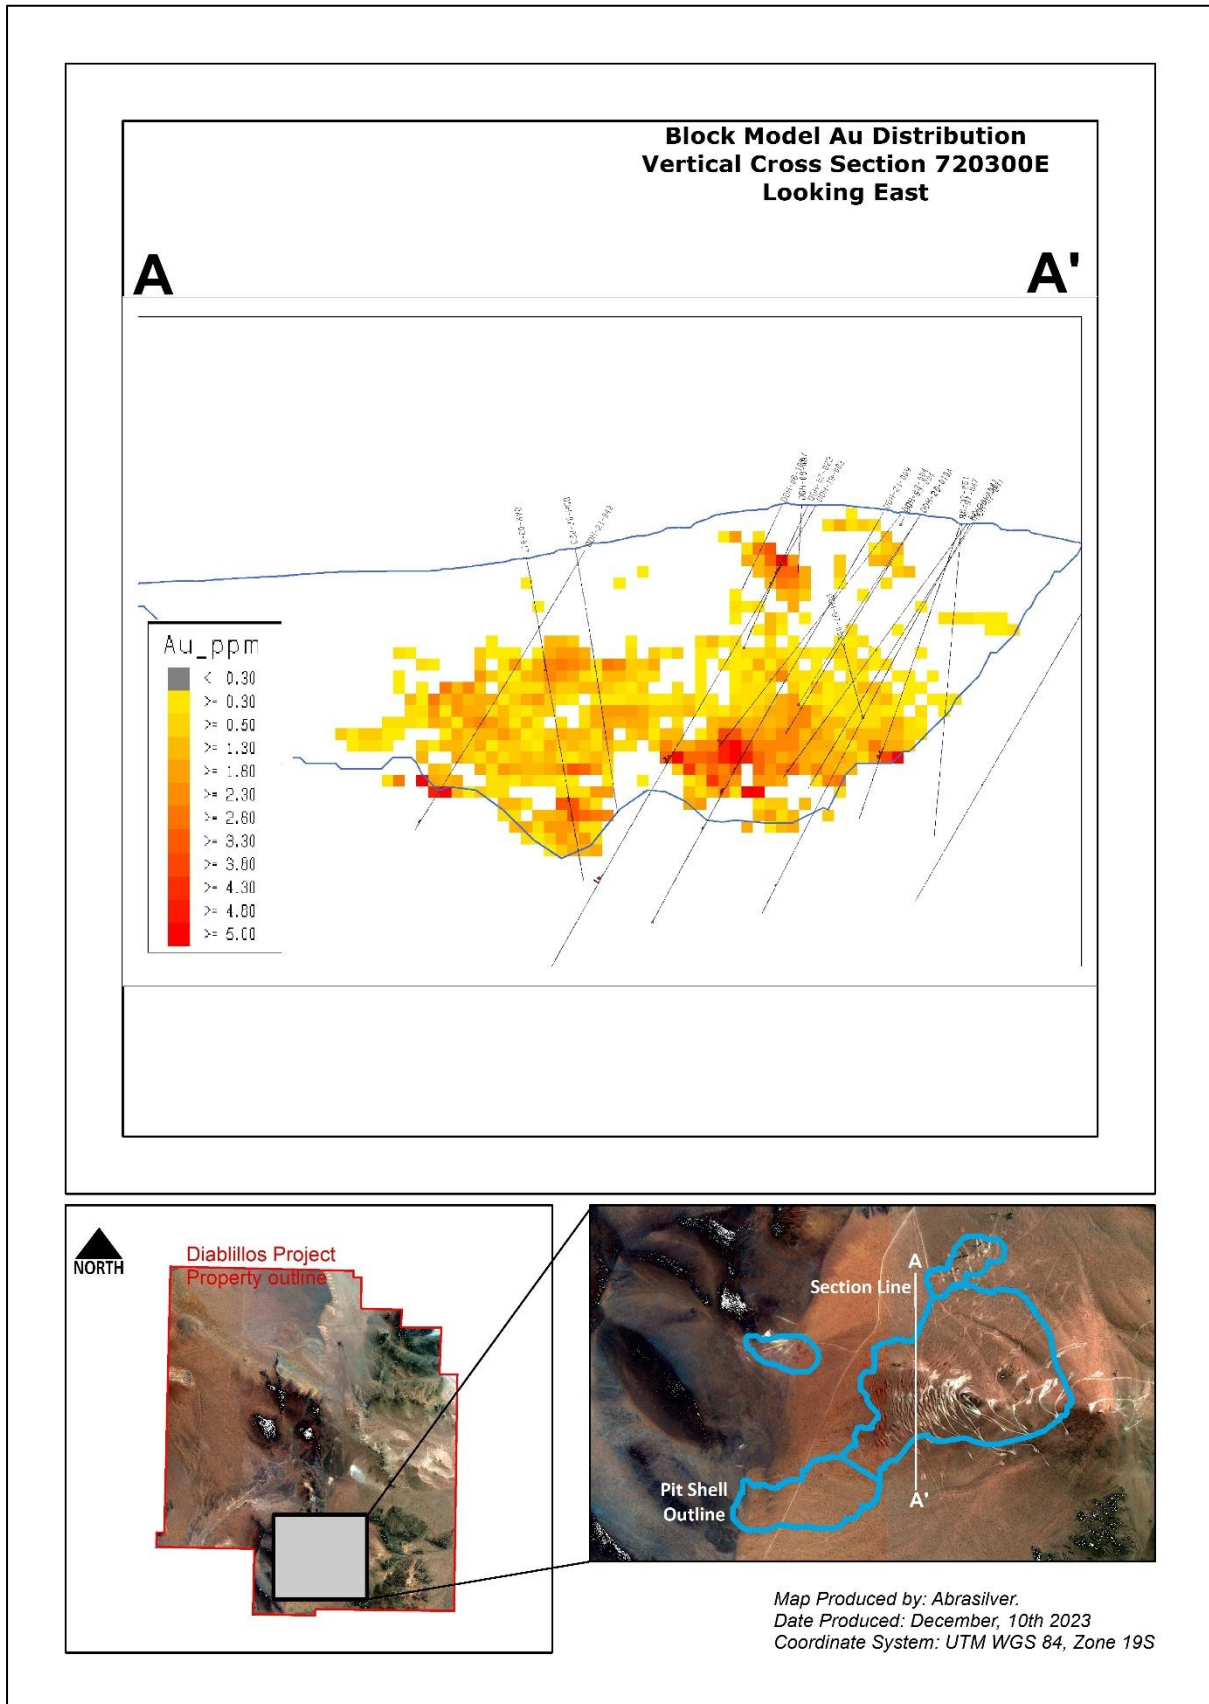 Block Model Au Distribution
Vertical Cross Section 720300E
Looking East
A
A'
DDH-21-048
Au_ppm
< 0.30
>= 0.30
>= 0.50
>= 1.30
>= 1.80
>= 2.30
>= 2.80
>= 3.30
>= 3.80
>= 4.30
>= 4.80
>= 5.00
NORTH
Diablillos Project
Property outline
A
Section Line
Pit Shell
Outline
A'
Map Produced by: Abrasilver.
Date Produced: December, 10th 2023
Coordinate System: UTM WGS 84, Zone 19S